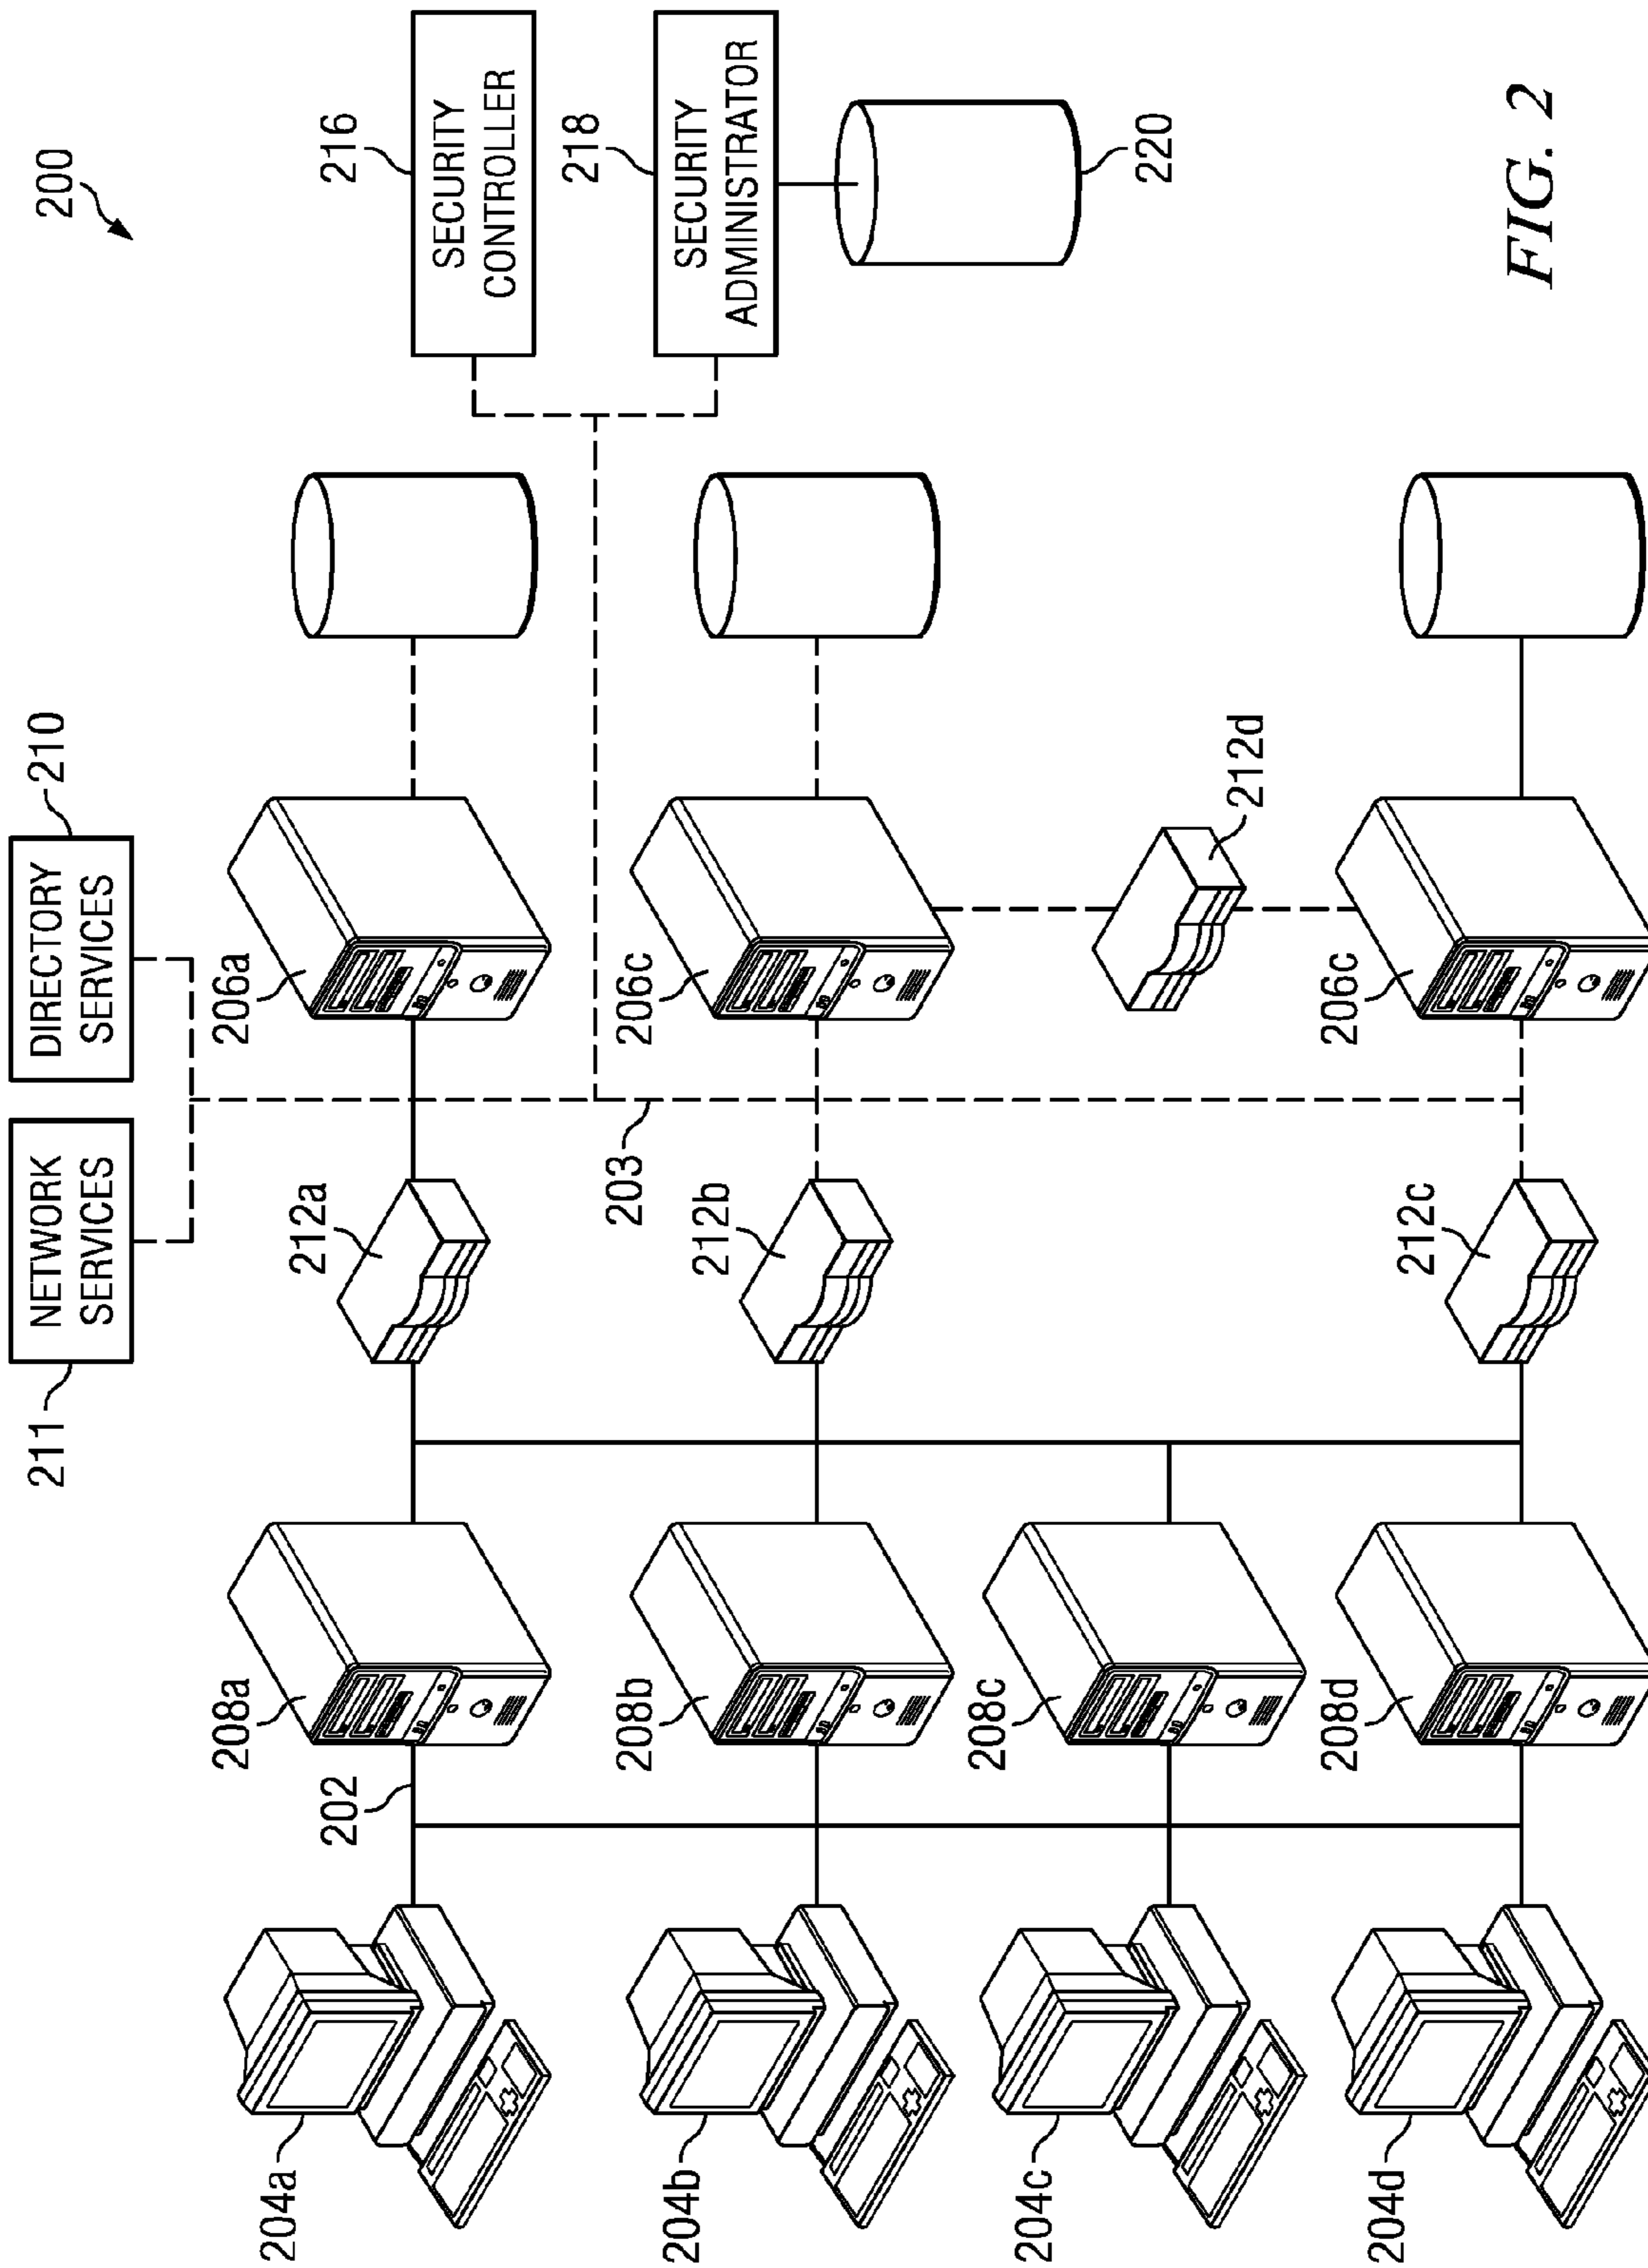 200
NETWORK
SERVICES
211
DIRECTORY
SERVICES
210
204a
202
208a
212a
206a
216
SECURITY
CONTROLLER
218
SECURITY
ADMINISTRATOR
220
203
204b
208b
212b
206c
204c
208c
212d
204d
208d
212c
206c
FIG. 2